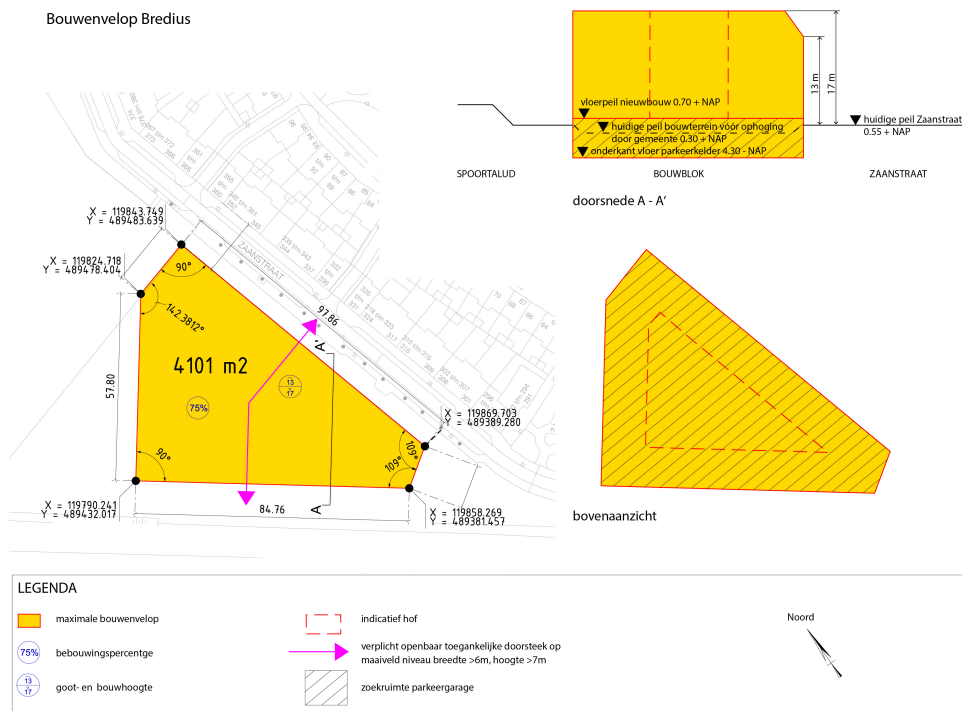 Bouwenvelop Bredius
13 m
17 m
vloerpeil nieuwbouw 0.70 + NAP
huidige peil bouwterrein vóór ophoging
door gemeente 0.30 + NAP
onderkant vloer parkeerkelder 4.30 - NAP
huidige peil Zaanstraat
0.55 + NAP
SPOORTALUD
BOUWBLOK
ZAANSTRAAT
doorsnede A - A'
X = 119843.749
Y = 489483.639
X = 119824.718
Y = 489478.404
90°
142.3812°
ZAANSTRAAT
97.86
A'
4101 m2
13
17
75%
57.80
X = 119869.703
Y = 489389.280
109°
109°
90°
X = 119790.241
Y = 489432.017
84.76
A
X = 119858.269
Y = 489381.457
bovenaanzicht
LEGENDA
maximale bouwenvelop
75%
bebouwingspercentge
13
17
goot- en bouwhoogte
indicatief hof
verplicht openbaar toegankelijke doorsteek op
maaiveld niveau breedte >6m, hoogte >7m
zoekruimte parkeergarage
Noord